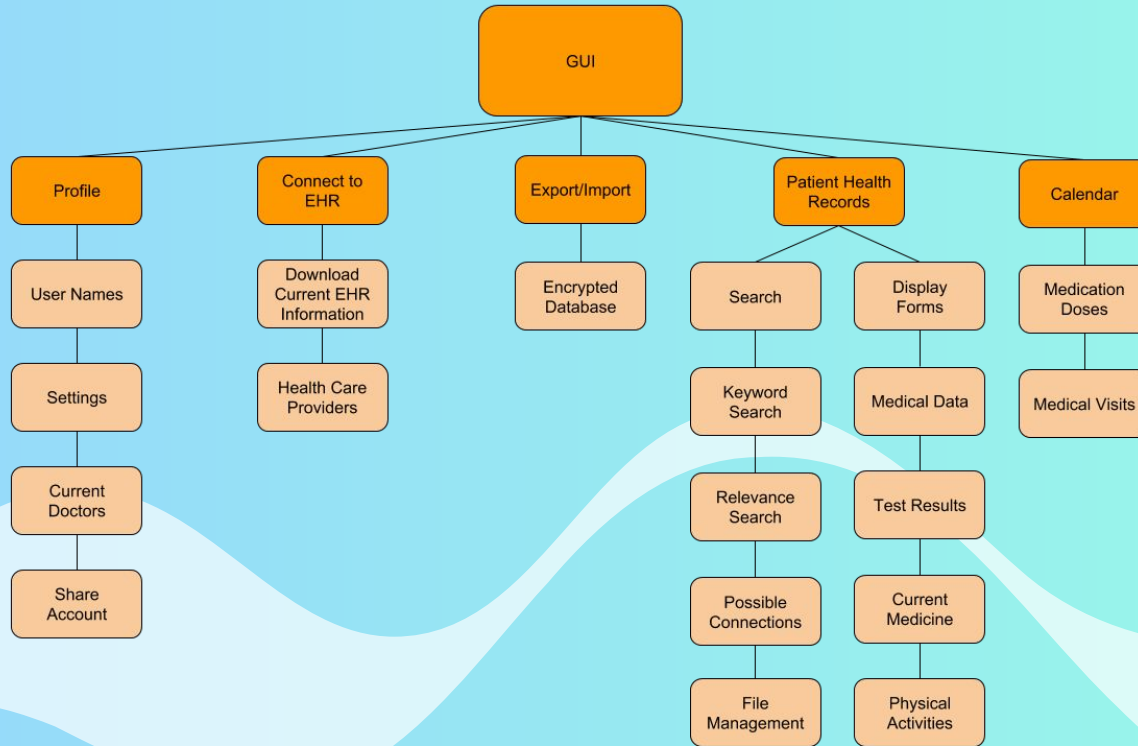 GUI
Profile
Connect to
EHR
Export/Import
Patient Health
Records
Calendar
User Names
Download
Current EHR
Information
Encrypted
Database
Search
Display
Forms
Medication
Doses
Settings
Health Care
Providers
Keyword
Search
Medical Data
Medical Visits
Current
Doctors
Relevance
Search
Test Results
Share
Account
Possible
Connections
Current
Medicine
File
Management
Physical
Activities